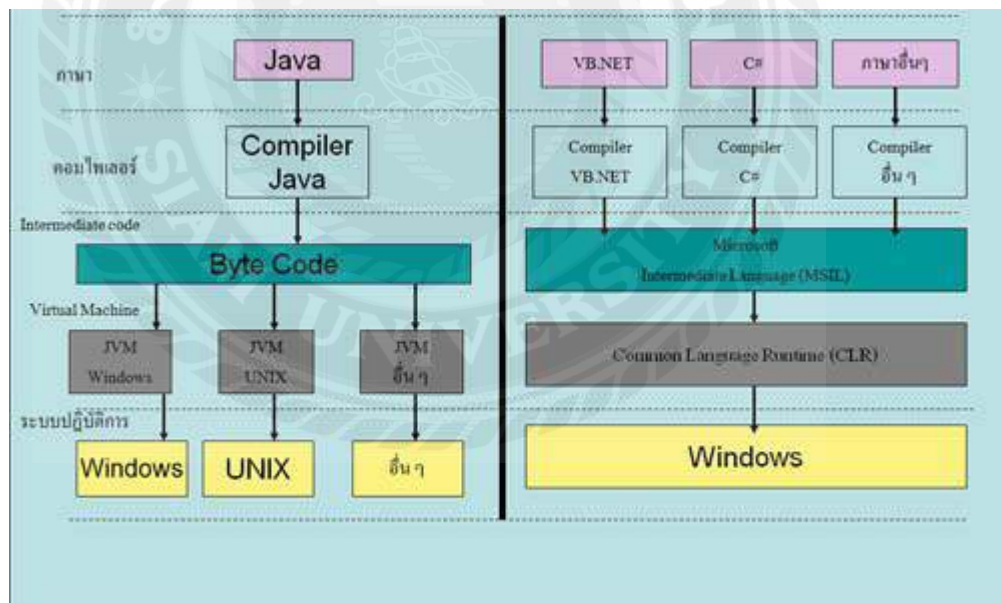 ภาษา
Java
VB.NET
C#
ภาษาอื่นๆ
คอมไพเลอร์
Compiler
Java
Compiler
VB.NET
Compiler
C#
Compiler
อื่น ๆ
Intermediate code
Byte Code
Microsoft
Intermediate Language (MSIL)
Virtual Machine
JVM
Windows
JVM
UNIX
JVM
อื่น ๆ
Common Language Runtime (CLR)
ระบบปฏิบัติการ
Windows
UNIX
อื่น ๆ
Windows
SIAM UNIVERSITY